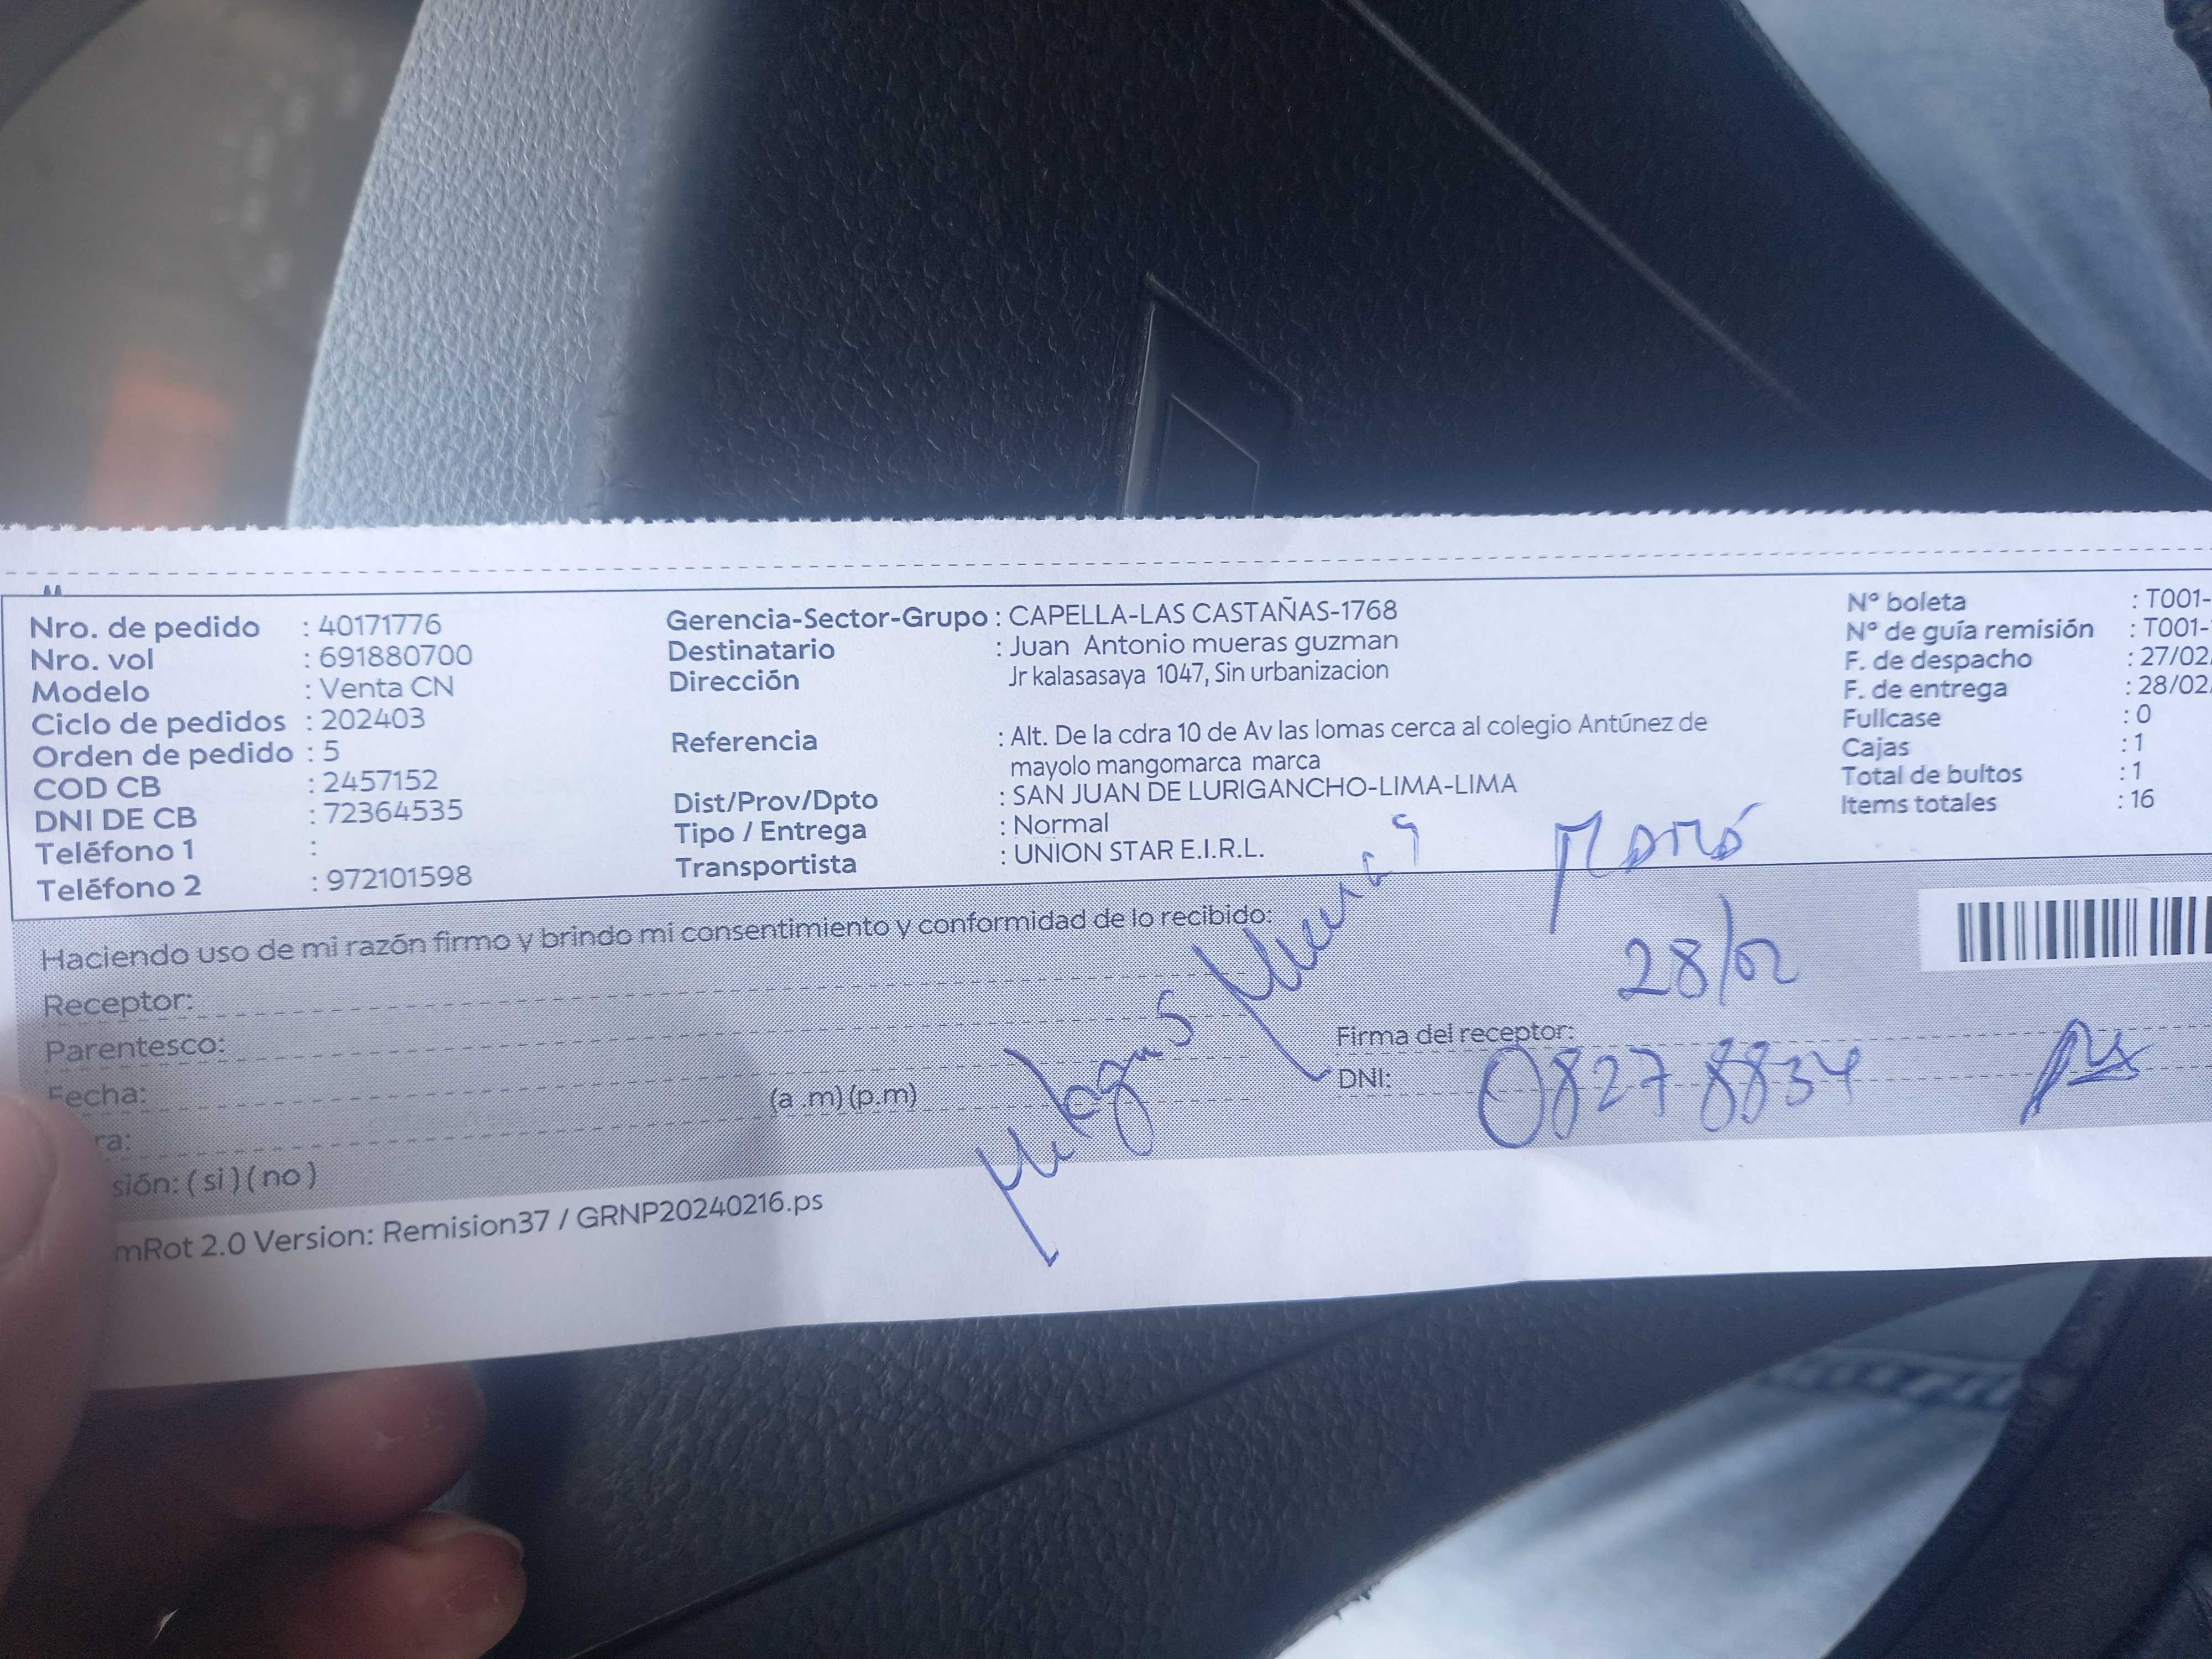 Nro. de pedido : 40171776
Nro. vol : 691880700
Modelo : Venta CN
Ciclo de pedidos : 202403
Orden de pedido : 5
COD CB : 2457152
DNI DE CB : 72364535
Teléfono 1 :
Teléfono 2 : 972101598
Gerencia-Sector-Grupo : CAPELLA-LAS CASTAÑAS-1768
Destinatario : Juan Antonio mueras guzman
Dirección Jr kalasasaya 1047, Sin urbanizacion
Referencia : Alt. De la cdra 10 de Av las lomas cerca al colegio Antúnez de
mayolo mangomarca marca
Dist/Prov/Dpto : SAN JUAN DE LURIGANCHO-LIMA-LIMA
Tipo / Entrega : Normal
Transportista : UNION STAR E.I.R.L.
Nº boleta : T001-
Nº de guía remisión : T001-
F. de despacho : 27/02
F. de entrega : 28/02
Fullcase : 0
Cajas : 1
Total de bultos : 1
Items totales : 16
Haciendo uso de mi razón firmo y brindo mi consentimiento y conformidad de lo recibido:
Receptor:
Parentesco:
Fecha:
(a .m) (p.m)
ra:
sión: ( si ) ( no )
28/02
Firma del receptor:
DNI: 08278834
mRot 2.0 Version: Remision37 / GRNP20240216.ps